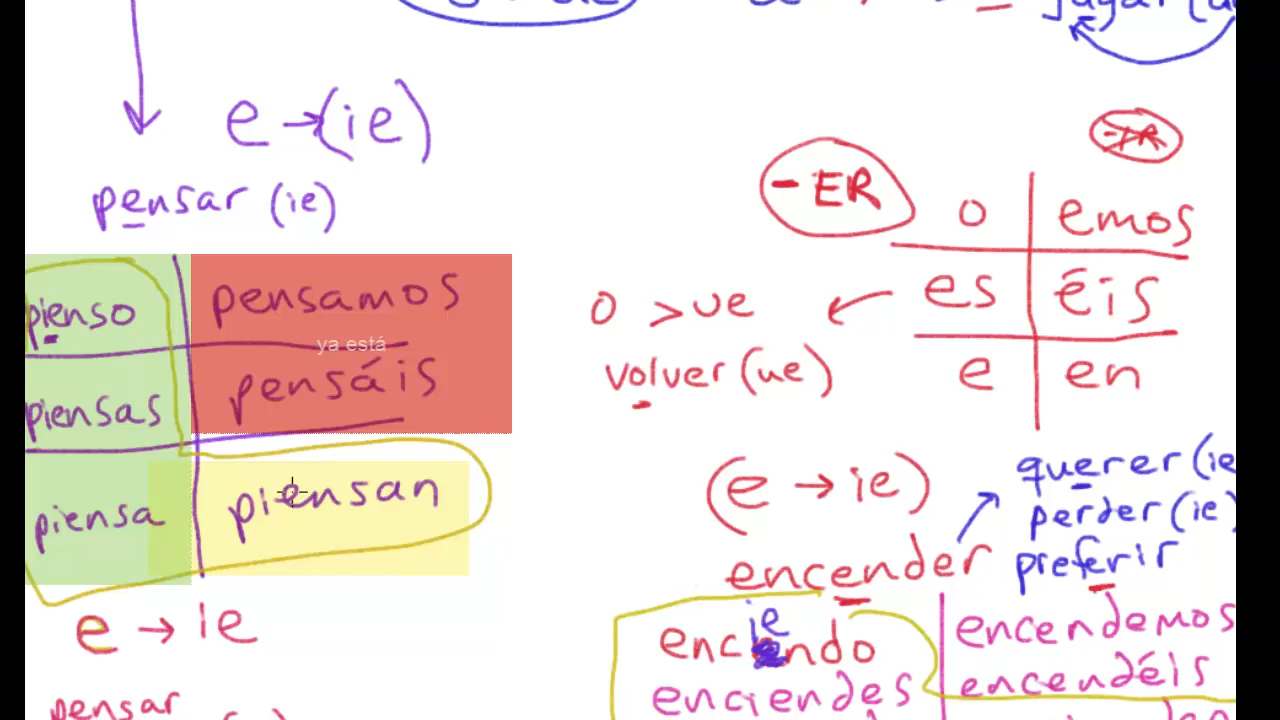 e → (ie)
pensar (ie)
pienso pensamos
ya está
piensas pensáis
piensa piensan
e → ie
pensar
-IR
-ER
o emos
es éis
e en
o > ue
volver (ue)
(e → ie)
querer (ie
perder (ie)
preferir
encender
ie
enciendo encendemos
enciendes encendéis